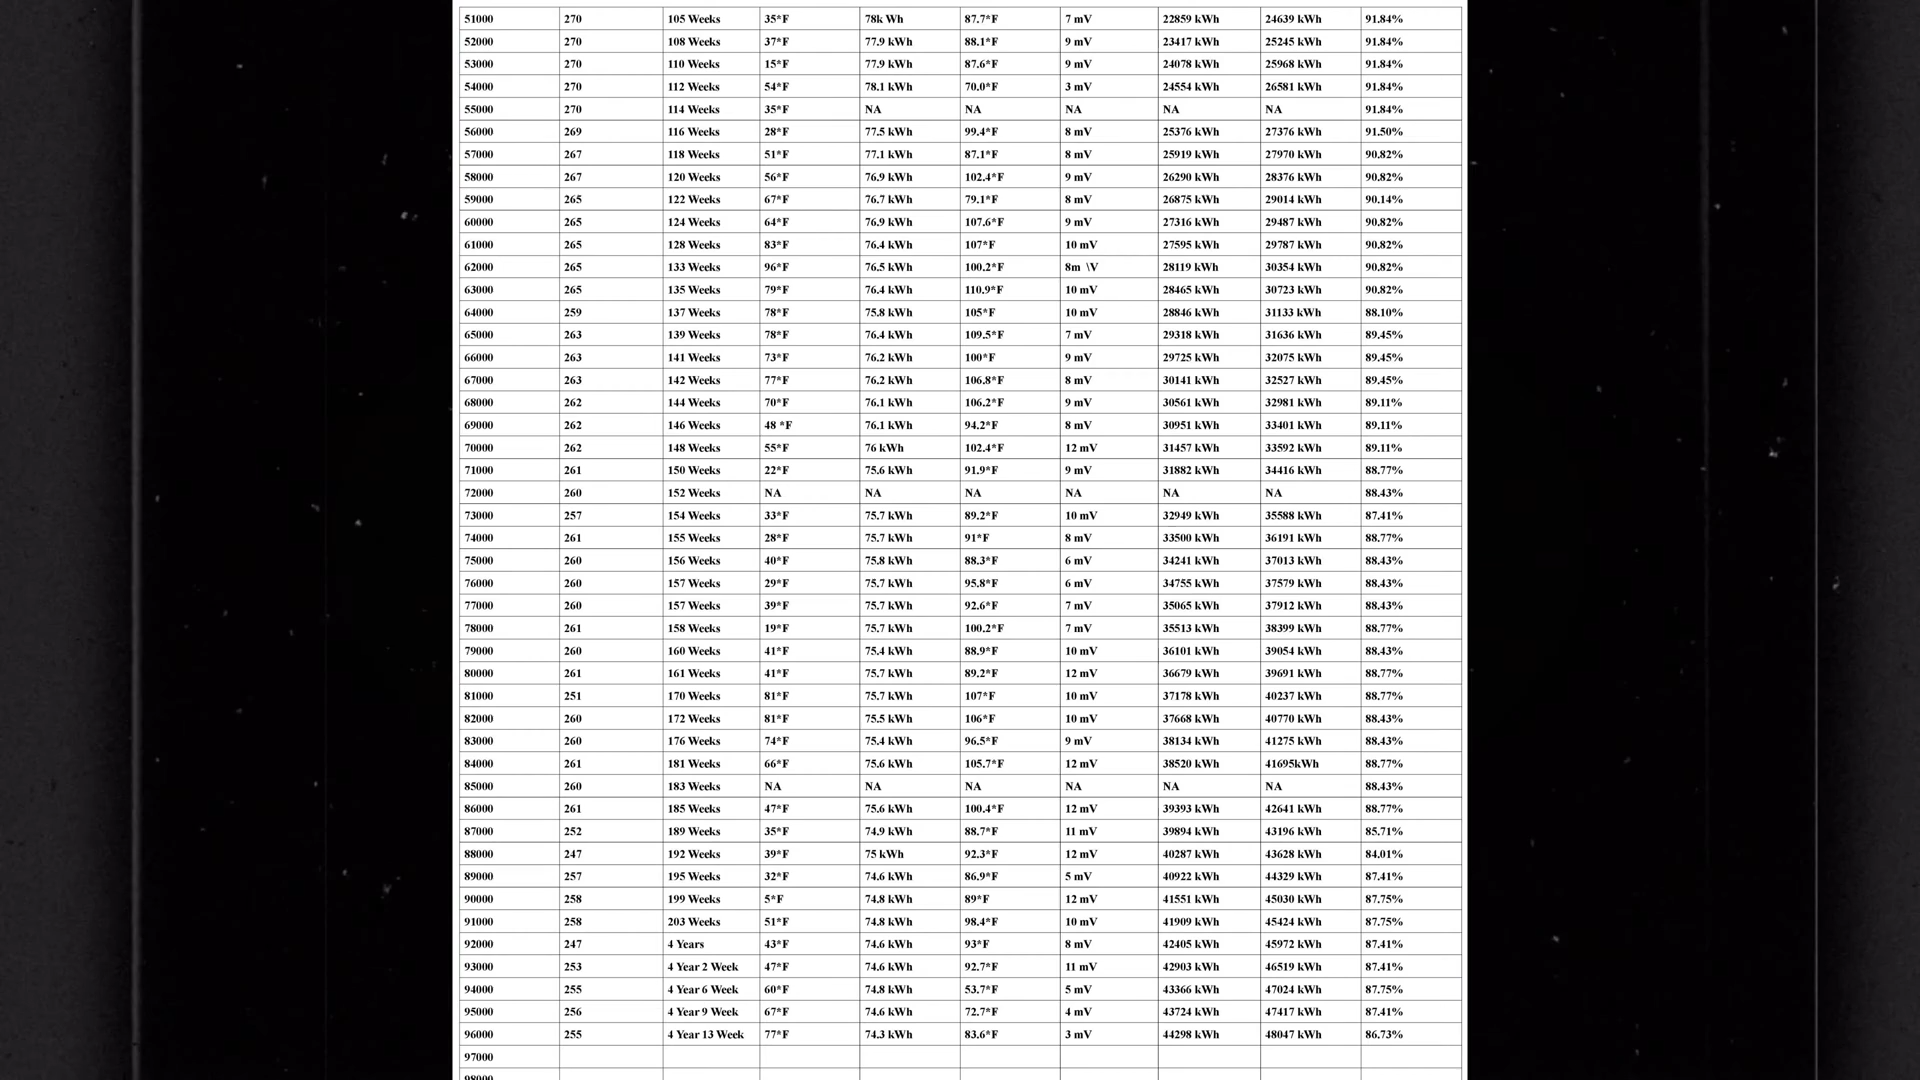 51000 270 105 Weeks 35*F 78k Wh 87.7*F 7 mV 22859 kWh 24639 kWh 91.84%
52000 270 108 Weeks 37*F 77.9 kWh 88.1*F 9 mV 23417 kWh 25245 kWh 91.84%
53000 270 110 Weeks 15*F 77.9 kWh 87.6*F 9 mV 24078 kWh 25968 kWh 91.84%
54000 270 112 Weeks 54*F 78.1 kWh 70.0*F 3 mV 24554 kWh 26581 kWh 91.84%
55000 270 114 Weeks 35*F NA NA NA NA NA 91.84%
56000 269 116 Weeks 28*F 77.5 kWh 99.4*F 8 mV 25376 kWh 27376 kWh 91.50%
57000 267 118 Weeks 51*F 77.1 kWh 87.1*F 8 mV 25919 kWh 27970 kWh 90.82%
58000 267 120 Weeks 56*F 76.9 kWh 102.4*F 9 mV 26290 kWh 28376 kWh 90.82%
59000 265 122 Weeks 67*F 76.7 kWh 79.1*F 8 mV 26875 kWh 29014 kWh 90.14%
60000 265 124 Weeks 64*F 76.9 kWh 107.6*F 9 mV 27316 kWh 29487 kWh 90.82%
61000 265 128 Weeks 83*F 76.4 kWh 107*F 10 mV 27595 kWh 29787 kWh 90.82%
62000 265 133 Weeks 96*F 76.5 kWh 100.2*F 8m \V 28119 kWh 30354 kWh 90.82%
63000 265 135 Weeks 79*F 76.4 kWh 110.9*F 10 mV 28465 kWh 30723 kWh 90.82%
64000 259 137 Weeks 78*F 75.8 kWh 105*F 10 mV 28846 kWh 31133 kWh 88.10%
65000 263 139 Weeks 78*F 76.4 kWh 109.5*F 7 mV 29318 kWh 31636 kWh 89.45%
66000 263 141 Weeks 73*F 76.2 kWh 100*F 9 mV 29725 kWh 32075 kWh 89.45%
67000 263 142 Weeks 77*F 76.2 kWh 106.8*F 8 mV 30141 kWh 32527 kWh 89.45%
68000 262 144 Weeks 70*F 76.1 kWh 106.2*F 9 mV 30561 kWh 32981 kWh 89.11%
69000 262 146 Weeks 48 *F 76.1 kWh 94.2*F 8 mV 30951 kWh 33401 kWh 89.11%
70000 262 148 Weeks 55*F 76 kWh 102.4*F 12 mV 31457 kWh 33592 kWh 89.11%
71000 261 150 Weeks 22*F 75.6 kWh 91.9*F 9 mV 31882 kWh 34416 kWh 88.77%
72000 260 152 Weeks NA NA NA NA NA NA 88.43%
73000 257 154 Weeks 33*F 75.7 kWh 89.2*F 10 mV 32949 kWh 35588 kWh 87.41%
74000 261 155 Weeks 28*F 75.7 kWh 91*F 8 mV 33500 kWh 36191 kWh 88.77%
75000 260 156 Weeks 40*F 75.8 kWh 88.3*F 6 mV 34241 kWh 37013 kWh 88.43%
76000 260 157 Weeks 29*F 75.7 kWh 95.8*F 6 mV 34755 kWh 37579 kWh 88.43%
77000 260 157 Weeks 39*F 75.7 kWh 92.6*F 7 mV 35065 kWh 37912 kWh 88.43%
78000 261 158 Weeks 19*F 75.7 kWh 100.2*F 7 mV 35513 kWh 38399 kWh 88.77%
79000 260 160 Weeks 41*F 75.4 kWh 88.9*F 10 mV 36101 kWh 39054 kWh 88.43%
80000 261 161 Weeks 41*F 75.7 kWh 89.2*F 12 mV 36679 kWh 39691 kWh 88.77%
81000 251 170 Weeks 81*F 75.7 kWh 107*F 10 mV 37178 kWh 40237 kWh 88.77%
82000 260 172 Weeks 81*F 75.5 kWh 106*F 10 mV 37668 kWh 40770 kWh 88.43%
83000 260 176 Weeks 74*F 75.4 kWh 96.5*F 9 mV 38134 kWh 41275 kWh 88.43%
84000 261 181 Weeks 66*F 75.6 kWh 105.7*F 12 mV 38520 kWh 41695kWh 88.77%
85000 260 183 Weeks NA NA NA NA NA NA 88.43%
86000 261 185 Weeks 47*F 75.6 kWh 100.4*F 12 mV 39393 kWh 42641 kWh 88.77%
87000 252 189 Weeks 35*F 74.9 kWh 88.7*F 11 mV 39894 kWh 43196 kWh 85.71%
88000 247 192 Weeks 39*F 75 kWh 92.3*F 12 mV 40287 kWh 43628 kWh 84.01%
89000 257 195 Weeks 32*F 74.6 kWh 86.9*F 5 mV 40922 kWh 44329 kWh 87.41%
90000 258 199 Weeks 5*F 74.8 kWh 89*F 12 mV 41551 kWh 45030 kWh 87.75%
91000 258 203 Weeks 51*F 74.8 kWh 98.4*F 10 mV 41909 kWh 45424 kWh 87.75%
92000 247 4 Years 43*F 74.6 kWh 93*F 8 mV 42405 kWh 45972 kWh 87.41%
93000 253 4 Year 2 Week 47*F 74.6 kWh 92.7*F 11 mV 42903 kWh 46519 kWh 87.41%
94000 255 4 Year 6 Week 60*F 74.8 kWh 53.7*F 5 mV 43366 kWh 47024 kWh 87.75%
95000 256 4 Year 9 Week 67*F 74.6 kWh 72.7*F 4 mV 43724 kWh 47417 kWh 87.41%
96000 255 4 Year 13 Week 77*F 74.3 kWh 83.6*F 3 mV 44298 kWh 48047 kWh 86.73%
97000
98000